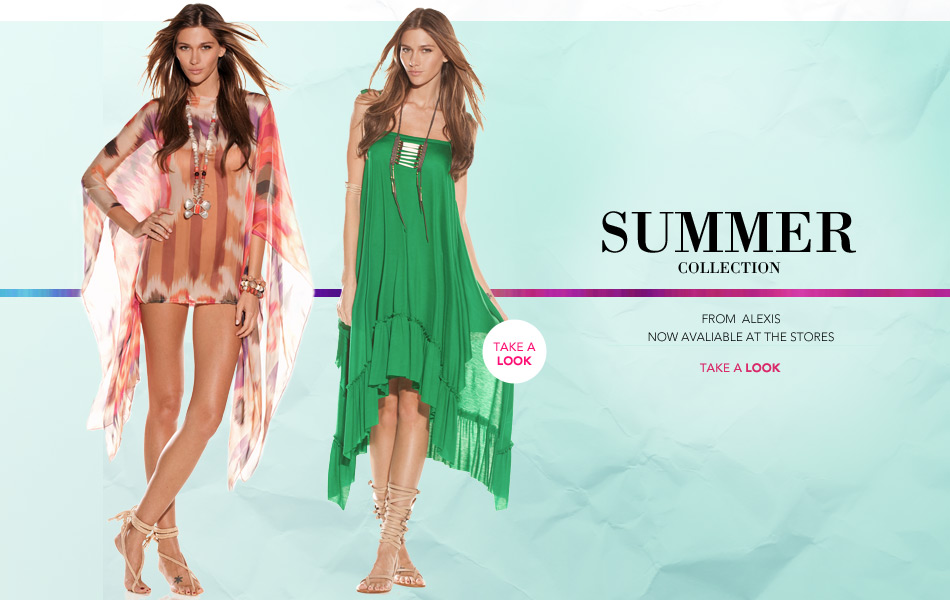 SUMMER
COLLECTION
FROM ALEXIS
NOW AVALIABLE AT THE STORES
TAKE A LOOK
TAKE A
LOOK